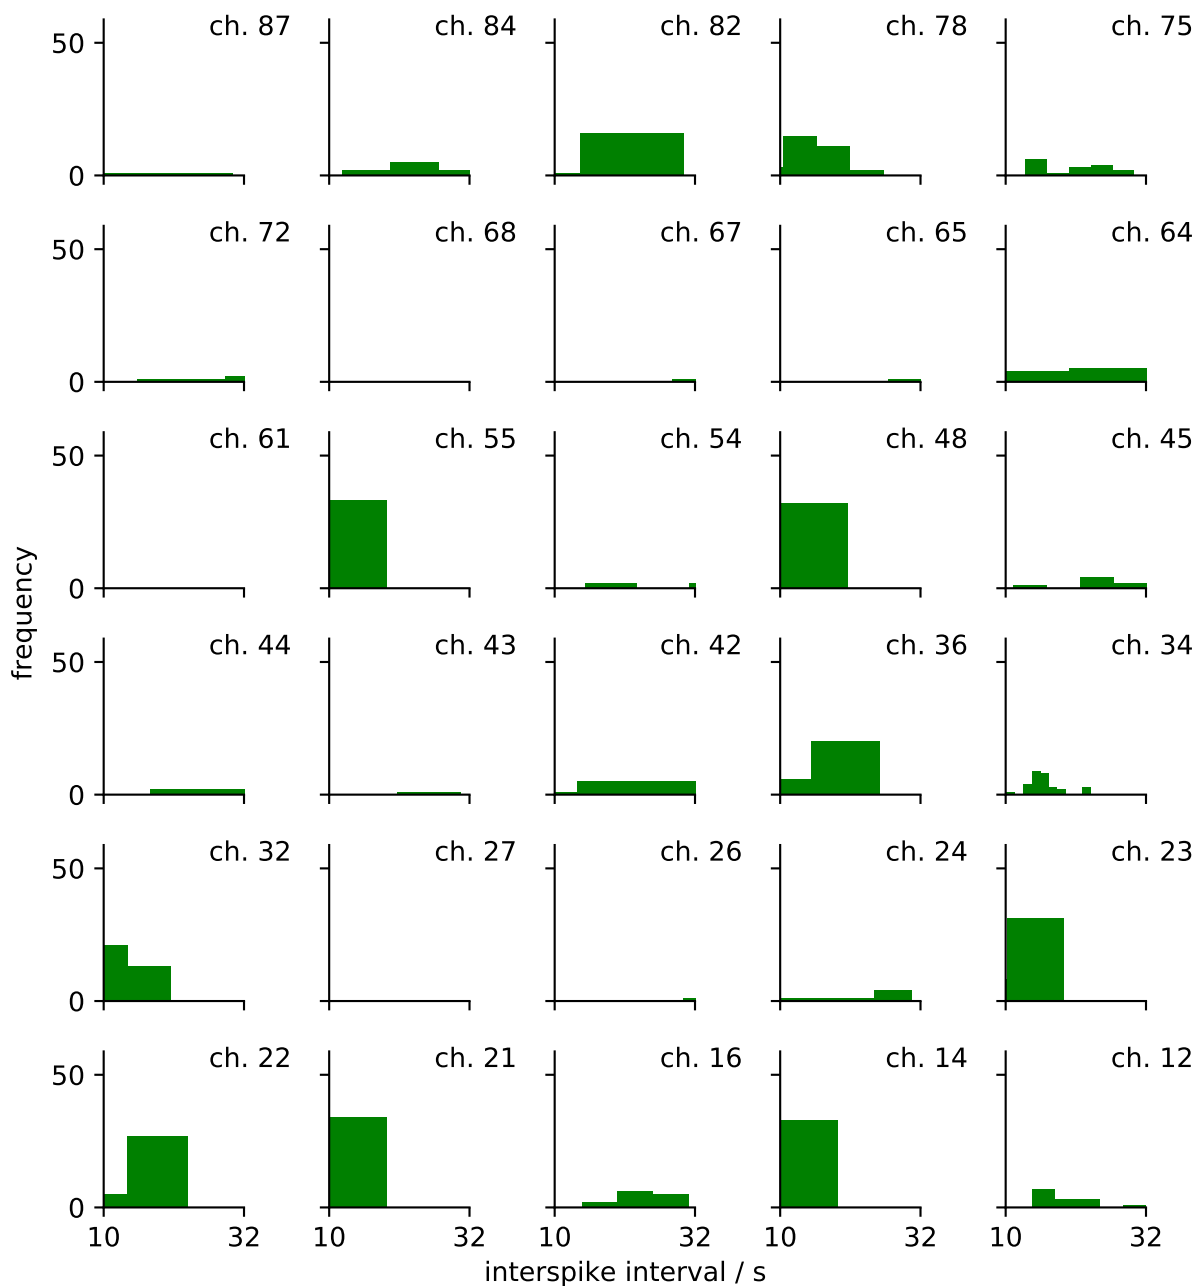 ch. 87 ch. 84 ch. 82 ch. 78 ch. 75
50
0
ch. 72 ch. 68 ch. 67 ch. 65 ch. 64
50
0
ch. 61 ch. 55 ch. 54 ch. 48 ch. 45
50
0
frequency
ch. 44 ch. 43 ch. 42 ch. 36 ch. 34
50
0
ch. 32 ch. 27 ch. 26 ch. 24 ch. 23
50
0
ch. 22 ch. 21 ch. 16 ch. 14 ch. 12
50
0
10 32 10 32 10 32 10 32 10 32
interspike interval / s